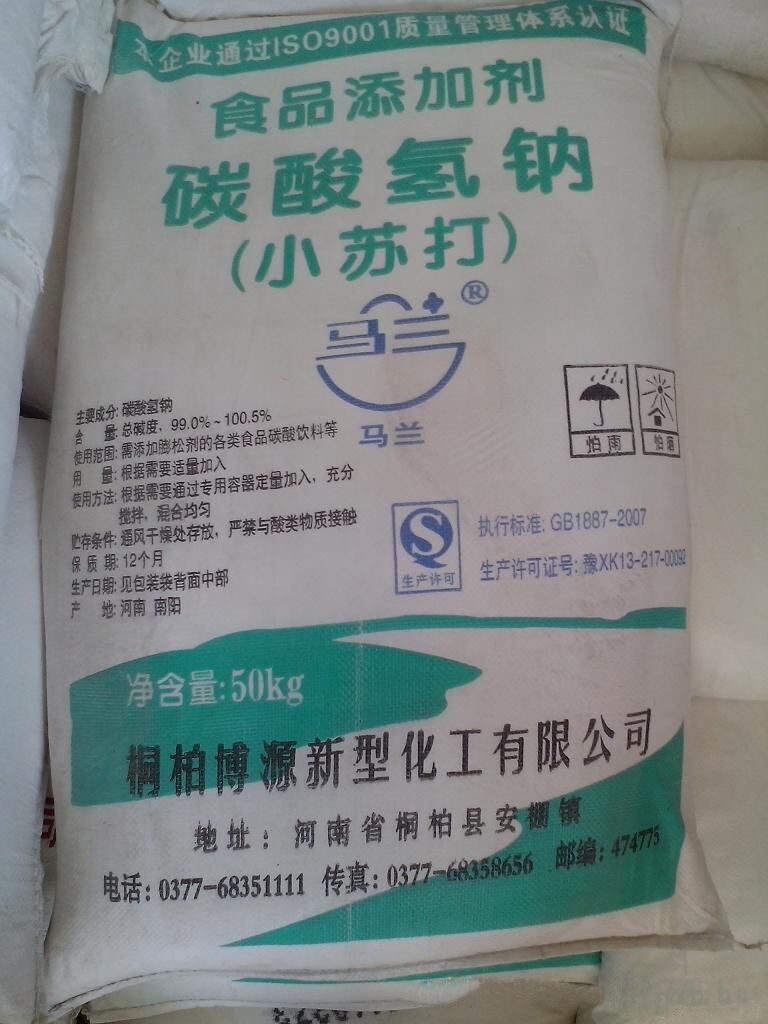 本企业通过ISO9001质量管理体系认证
食品添加剂
碳酸氢钠
(小苏打)
®
马兰
马兰
主要成分: 碳酸氢钠
含 量: 总碱度, 99.0%~100.5%
使用范围: 需添加膨松剂的各类食品碳酸饮料等
用 量: 根据需要适量加入
使用方法: 根据需要通过专用容器定量加入, 充分
搅拌, 混合均匀
贮存条件: 通风干燥处存放, 严禁与酸类物质接触
保 质 期: 12个月
生产日期: 见包装袋背面中部
产 地: 河南 南阳
怕雨
怕晒
生产许可
执行标准: GB1887-2007
生产许可证号: 豫XK13-217-00092
净含量: 50kg
桐柏博源新型化工有限公司
地址: 河南省桐柏县安棚镇
电话: 0377-68351111 传真: 0377-68358656 邮编: 474775